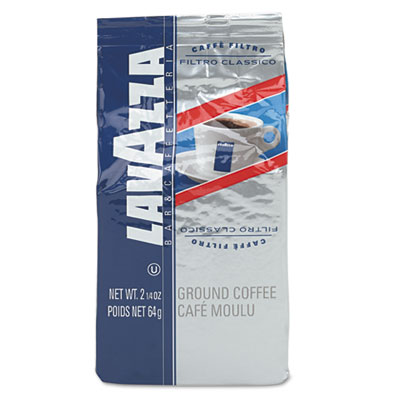 CAFFÈ FILTRO
FILTRO CLASSICO
LAVAZZA
BAR & CAFFETTERIA
LAVAZZA
FILTRO CLASSICO
CAFFÈ FILTRO
U
NET WT. 2 1/4 OZ
POIDS NET 64g
GROUND COFFEE
CAFÉ MOULU